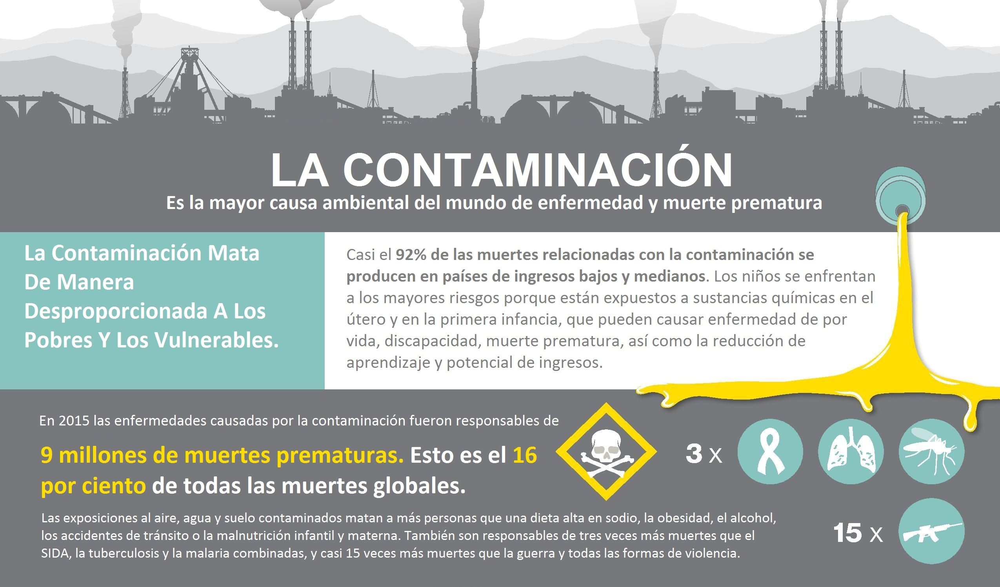 LA CONTAMINACIÓN
Es la mayor causa ambiental del mundo de enfermedad y muerte prematura
La Contaminación Mata
De Manera
Desproporcionada A Los
Pobres Y Los Vulnerables.
Casi el 92% de las muertes relacionadas con la contaminación se
producen en países de ingresos bajos y medianos. Los niños se enfrentan
a los mayores riesgos porque están expuestos a sustancias químicas en el
útero y en la primera infancia, que pueden causar enfermedad de por
vida, discapacidad, muerte prematura, así como la reducción de
aprendizaje y potencial de ingresos.
En 2015 las enfermedades causadas por la contaminación fueron responsables de
9 millones de muertes prematuras. Esto es el 16
por ciento de todas las muertes globales.
3 x
Las exposiciones al aire, agua y suelo contaminados matan a más personas que una dieta alta en sodio, la obesidad, el alcohol,
los accidentes de tránsito o la malnutrición infantil y materna. También son responsables de tres veces más muertes que el
SIDA, la tuberculosis y la malaria combinadas, y casi 15 veces más muertes que la guerra y todas las formas de violencia.
15 x